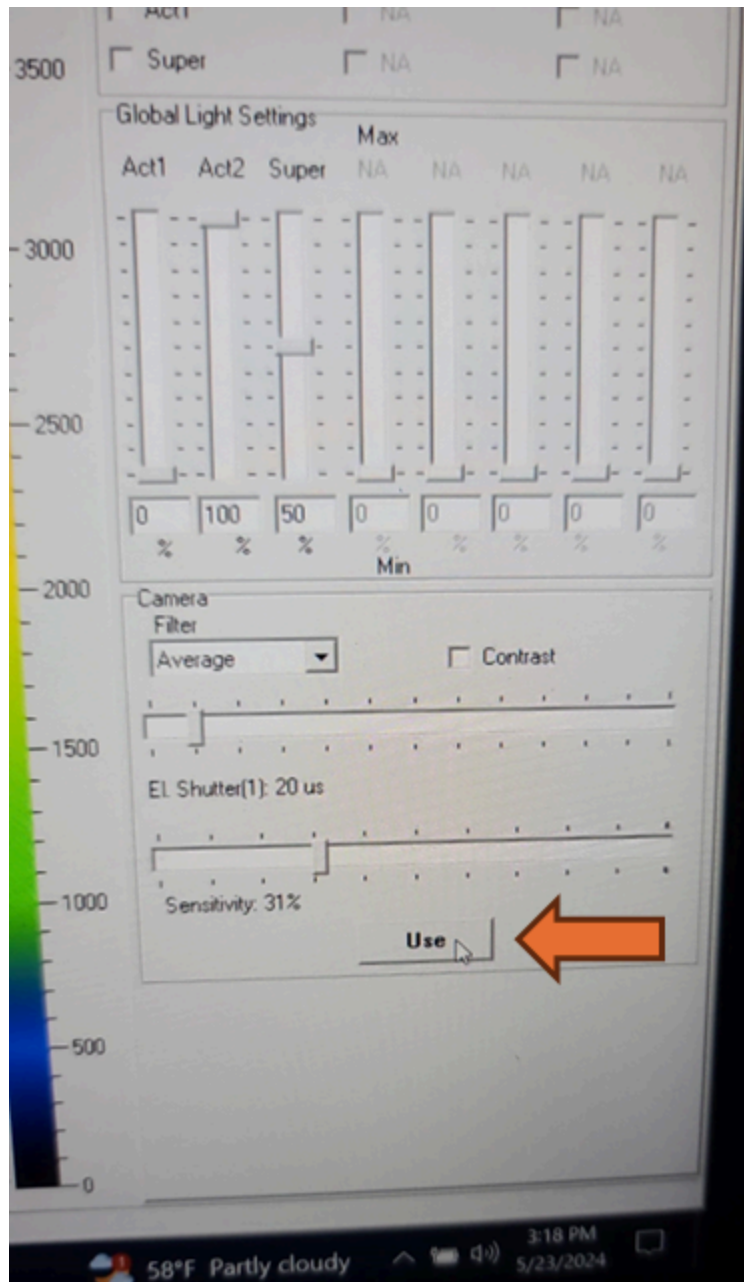 Act1 NA NA
3500 Super NA NA
Global Light Settings
Max
Act1 Act2 Super NA NA NA NA NA
3000
2500
0 100 50 0 0 0 0 0
% % % % % % % %
Min
2000
Camera
Filter
Average Contrast
1500
El. Shutter(1): 20 us
1000
Sensitivity: 31%
Use
500
0
3:18 PM
58°F Partly cloudy 5/23/2024